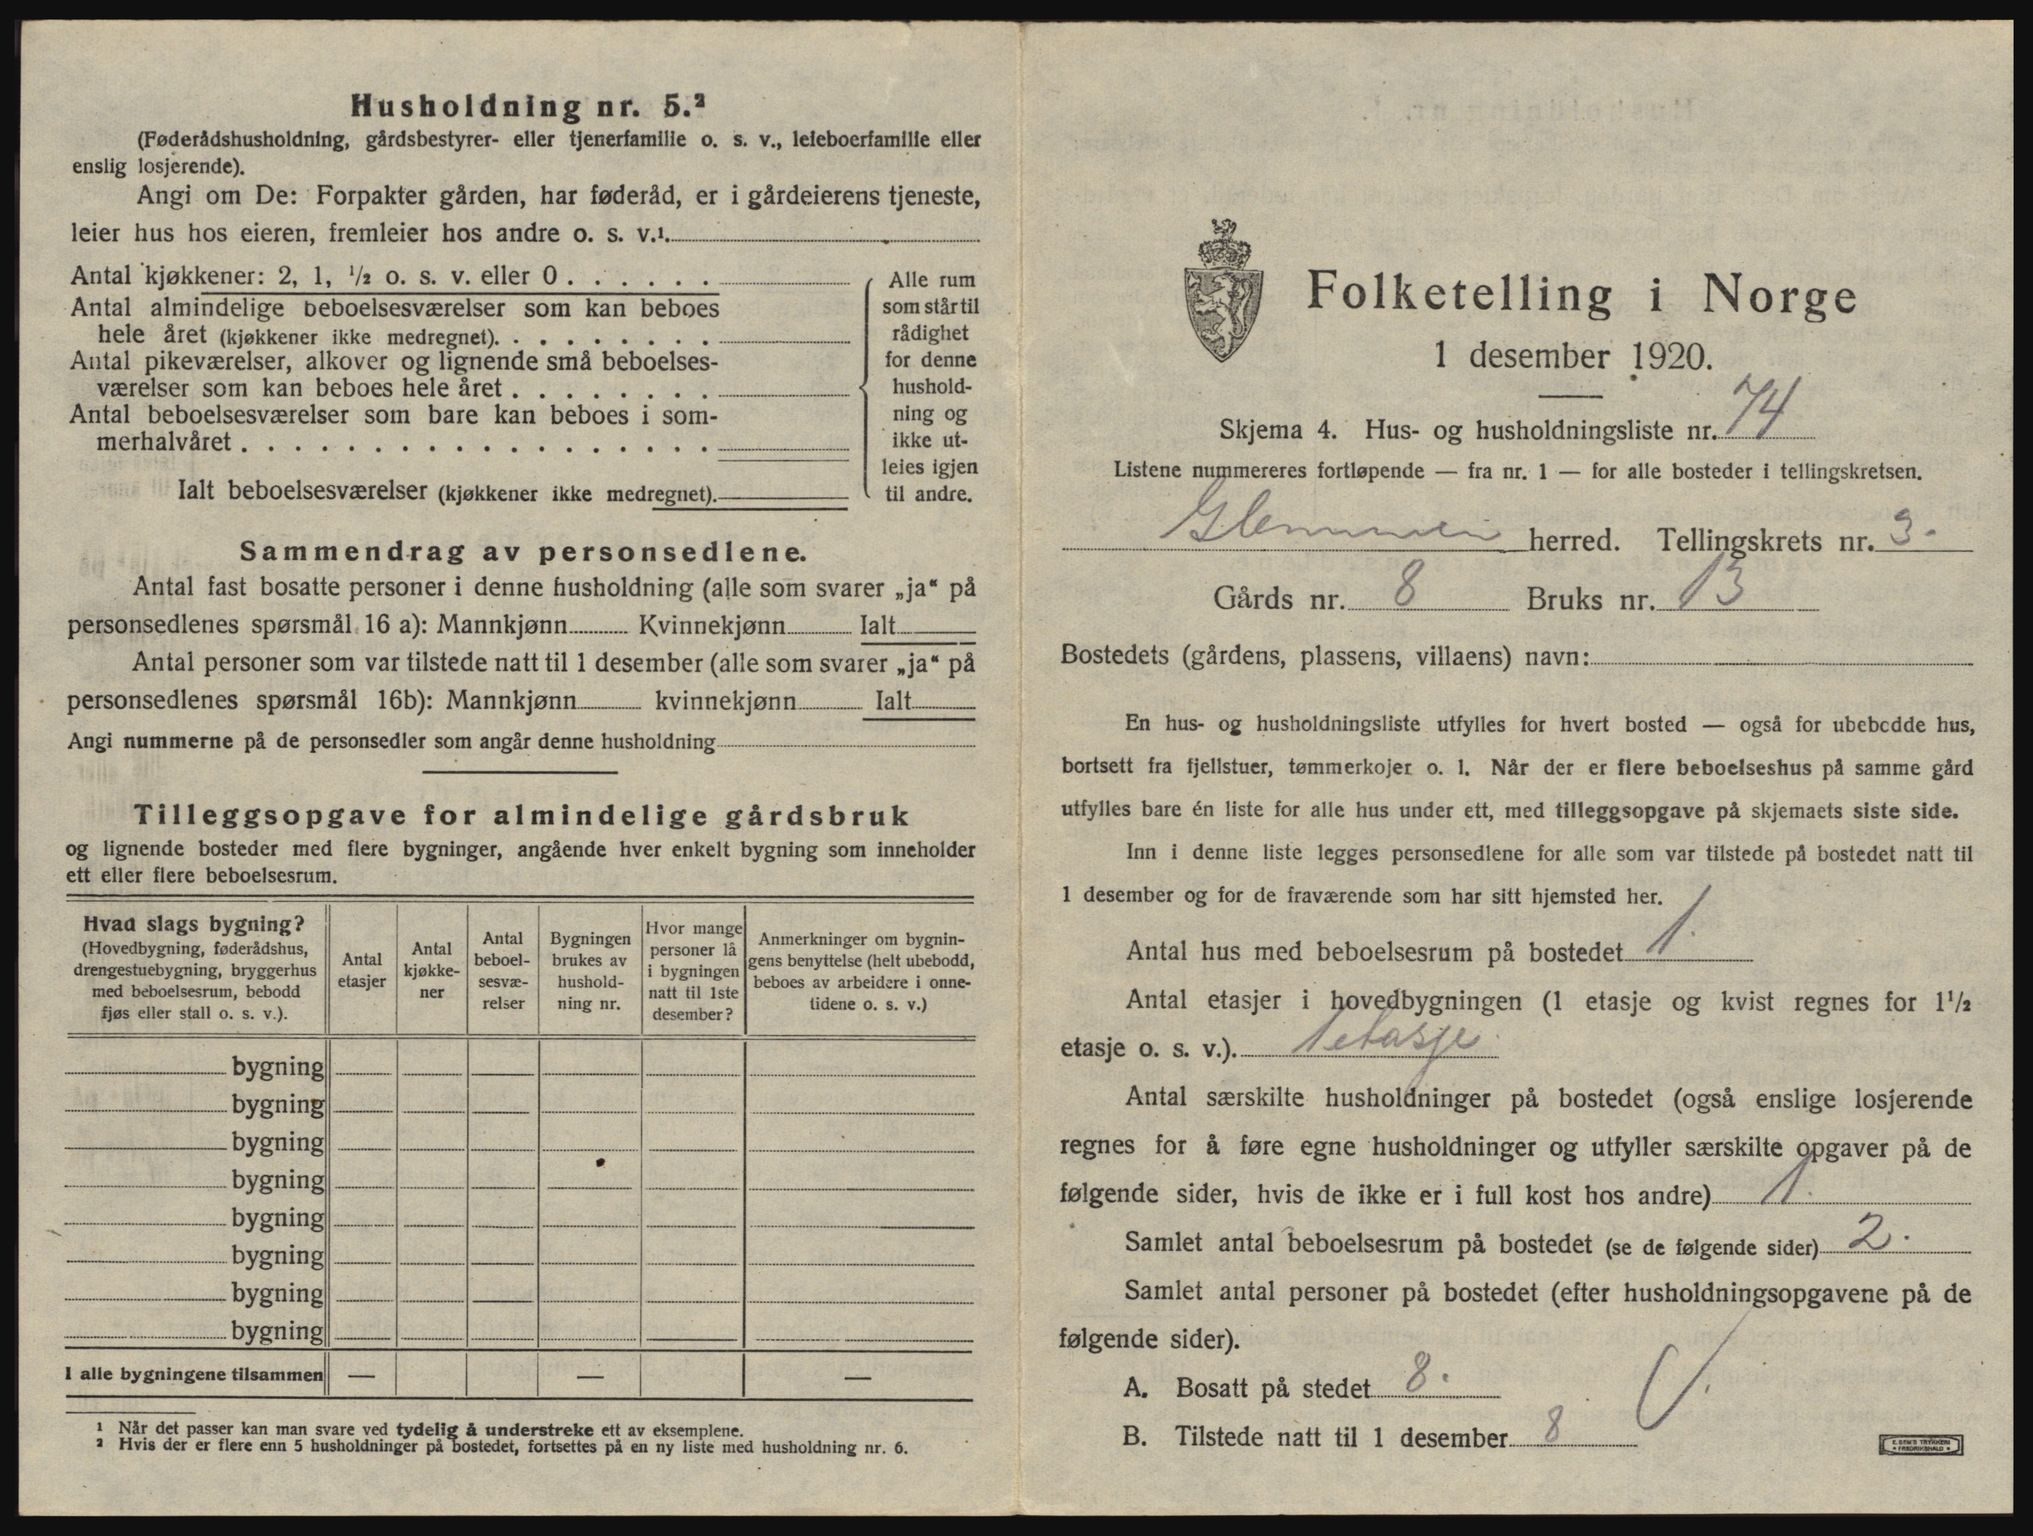 Husholdning nr. 5.²
(Føderådshusholdning, gårdsbestyrer- eller tjenerfamilie o. s. v., leieboerfamilie eller
enslig losjerende).
Angi om De: Forpakter gården, har føderåd, er i gårdeierens tjeneste,
leier hus hos eieren, fremleier hos andre o. s. v.¹.
Antal kjøkkener: 2, 1, ½ o. s. v. eller 0 . . . . . .
Antal almindelige beboelsesværelser som kan beboes
hele året (kjøkkener ikke medregnet). . . . . . . . .
Antal pikeværelser, alkover og lignende små beboelses-
værelser som kan beboes hele året . . . . . . . .
Antal beboelsesværelser som bare kan beboes i som-
merhalvåret . . . . . . . . . . . . . . . . . .
Ialt beboelsesværelser (kjøkkener ikke medregnet).
Alle rum
som står til
rådighet
for denne
hushold-
ning og
ikke ut-
leies igjen
til andre.
Sammendrag av personsedlene.
Antal fast bosatte personer i denne husholdning (alle som svarer „ja“ på
personsedlenes spørsmål 16 a): Mannkjønn Kvinnekjønn Ialt
Antal personer som var tilstede natt til 1 desember (alle som svarer „ja“ på
personsedlenes spørsmål 16b): Mannkjønn kvinnekjønn Ialt
Angi nummerne på de personsedler som angår denne husholdning
Tilleggsopgave for almindelige gårdsbruk
og lignende bosteder med flere bygninger, angående hver enkelt bygning som inneholder
ett eller flere beboelsesrum.
Hvad slags bygning?
(Hovedbygning, føderådshus,
drengestuebygning, bryggerhus
med beboelsesrum, bebodd
fjøs eller stall o. s. v.).
Antal
etasjer
Antal
kjøkke-
ner
Antal
beboel-
sesvæ-
relser
Bygningen
brukes av
hushold-
ning nr.
Hvor mange
personer lå
i bygningen
natt til 1ste
desember?
Anmerkninger om bygnin-
gens benyttelse (helt ubebodd,
beboes av arbeidere i onne-
tidene o. s. v.)
bygning
bygning
bygning
bygning
bygning
bygning
bygning
bygning
I alle bygningene tilsammen — — —
¹ Når det passer kan man svare ved tydelig å understreke ett av eksemplene.
² Hvis der er flere enn 5 husholdninger på bostedet, fortsettes på en ny liste med husholdning nr. 6.
Folketelling i Norge
1 desember 1920.
Skjema 4. Hus- og husholdningsliste nr. 74
Listene nummereres fortløpende — fra nr. 1 — for alle bosteder i tellingskretsen.
Glemmen herred. Tellingskrets nr. 3.
Gårds nr. 8 Bruks nr. 13
Bostedets (gårdens, plassens, villaens) navn:
En hus- og husholdningsliste utfylles for hvert bosted — også for ubebodde hus,
bortsett fra fjellstuer, tømmerkojer o. l. Når der er flere beboelseshus på samme gård
utfylles bare én liste for alle hus under ett, med tilleggsopgave på skjemaets siste side.
Inn i denne liste legges personsedlene for alle som var tilstede på bostedet natt til
1 desember og for de fraværende som har sitt hjemsted her.
Antal hus med beboelsesrum på bostedet 1.
Antal etasjer i hovedbygningen (1 etasje og kvist regnes for 1½
etasje o. s. v.). 1 etasje
Antal særskilte husholdninger på bostedet (også enslige losjerende
regnes for å føre egne husholdninger og utfyller særskilte opgaver på de
følgende sider, hvis de ikke er i full kost hos andre) 1.
Samlet antal beboelsesrum på bostedet (se de følgende sider) 2.
Samlet antal personer på bostedet (efter husholdningsopgavene på de
følgende sider).
A. Bosatt på stedet 8.
B. Tilstede natt til 1 desember 8